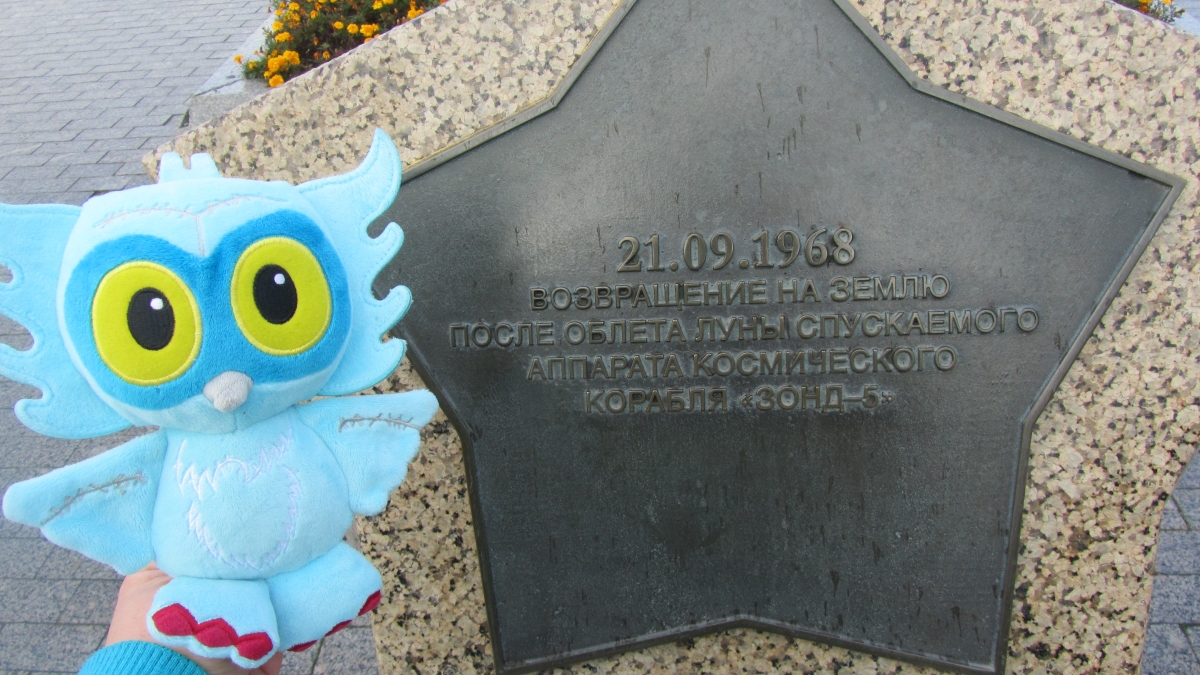 21.09.1968
ВОЗВРАЩЕНИЕ НА ЗЕМЛЮ
ПОСЛЕ ОБЛЕТА ЛУНЫ СПУСКАЕМОГО
АППАРАТА КОСМИЧЕСКОГО
КОРАБЛЯ «ЗОНД–5»